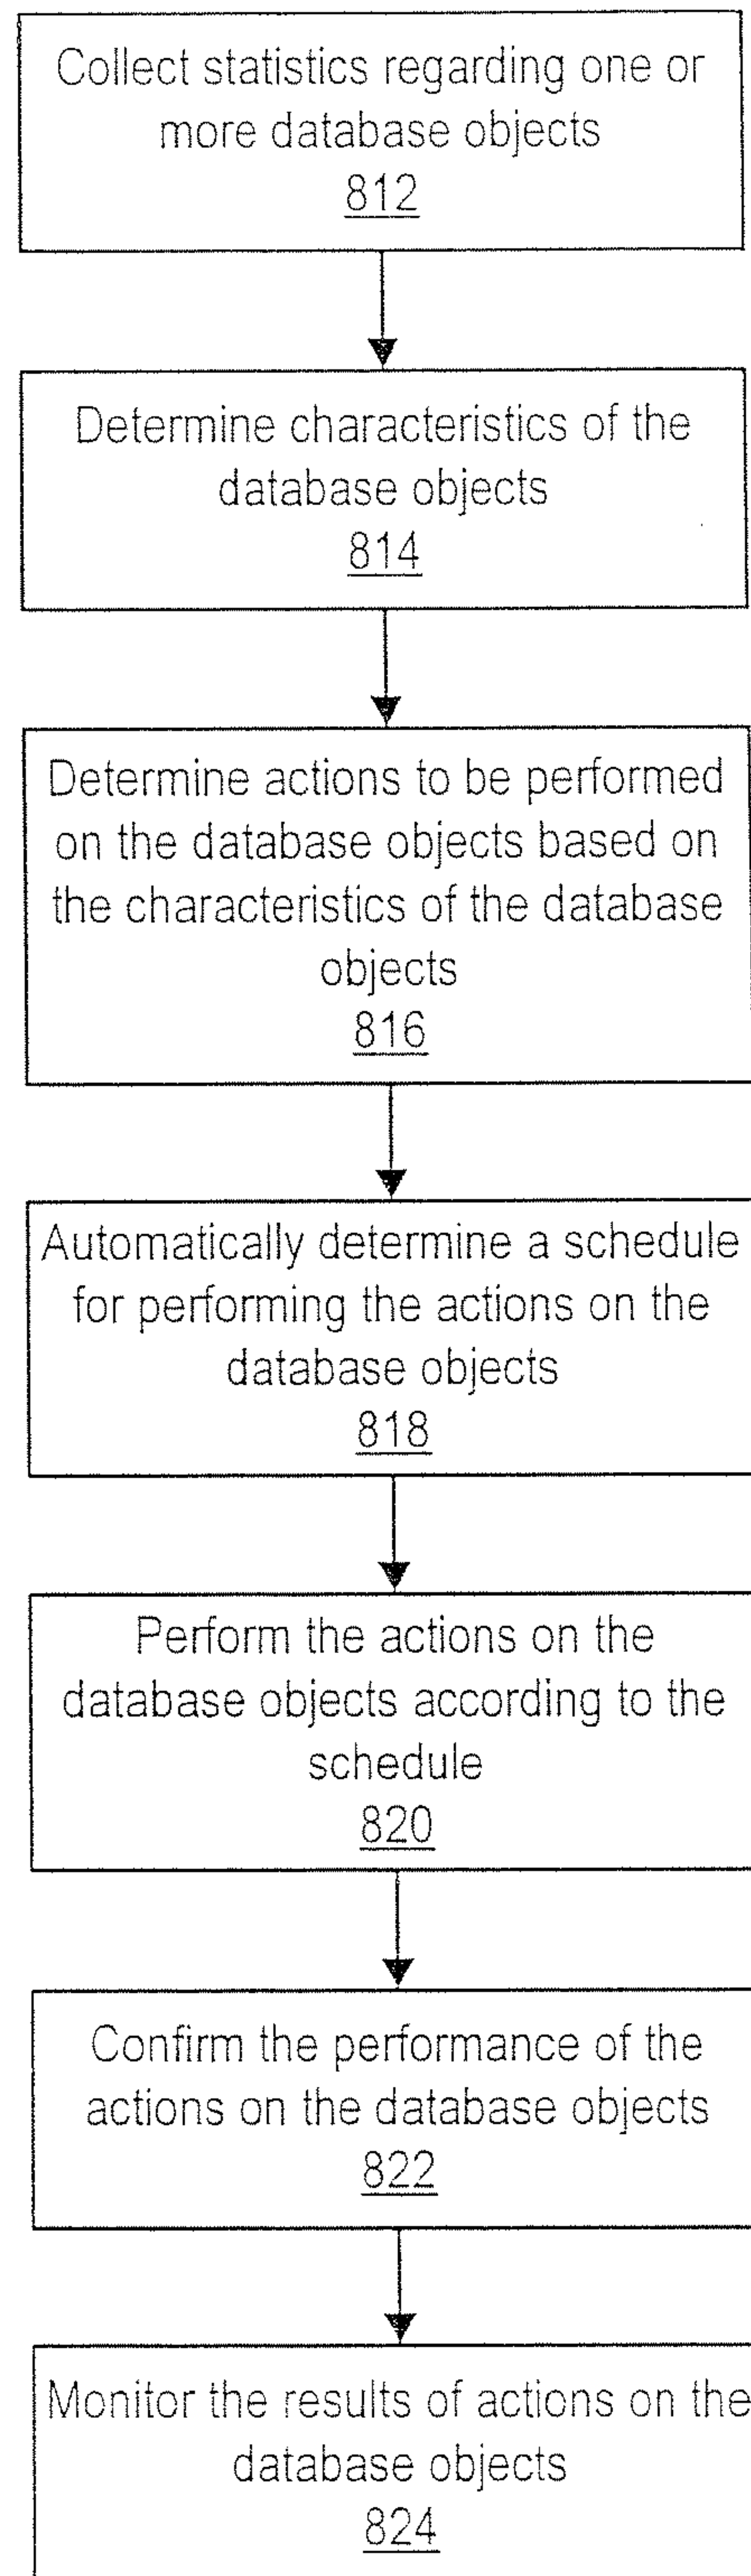 Collect statistics regarding one or
more database objects
812
Determine characteristics of the
database objects
814
Determine actions to be performed
on the database objects based on
the characteristics of the database
objects
816
Automatically determine a schedule
for performing the actions on the
database objects
818
Perform the actions on the
database objects according to the
schedule
820
Confirm the performance of the
actions on the database objects
822
Monitor the results of actions on the
database objects
824